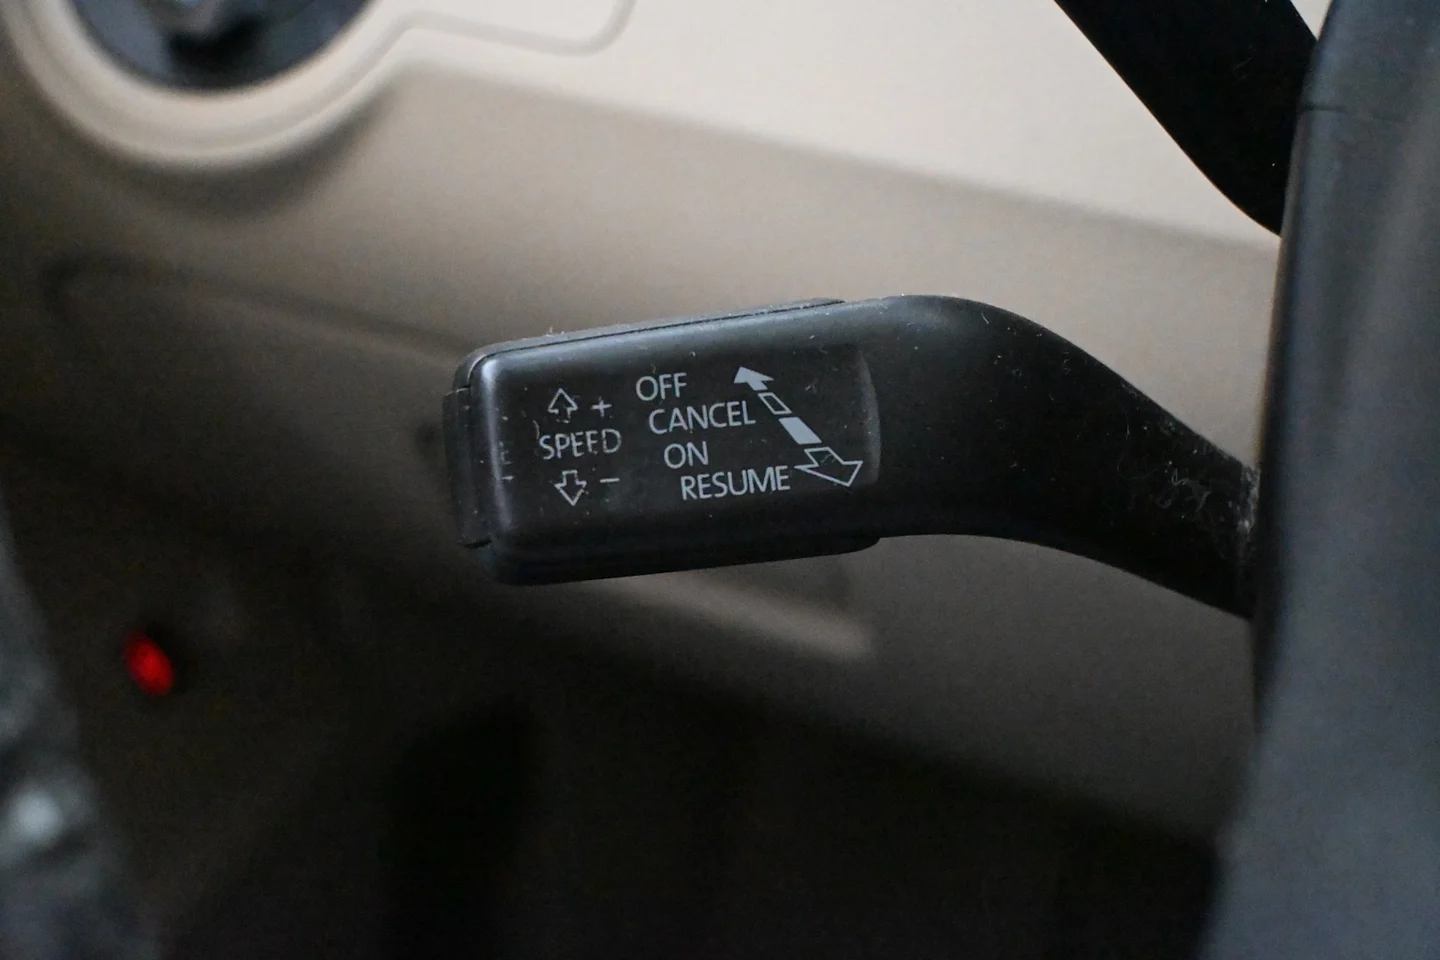 +
SPEED
−
OFF
CANCEL
ON
RESUME